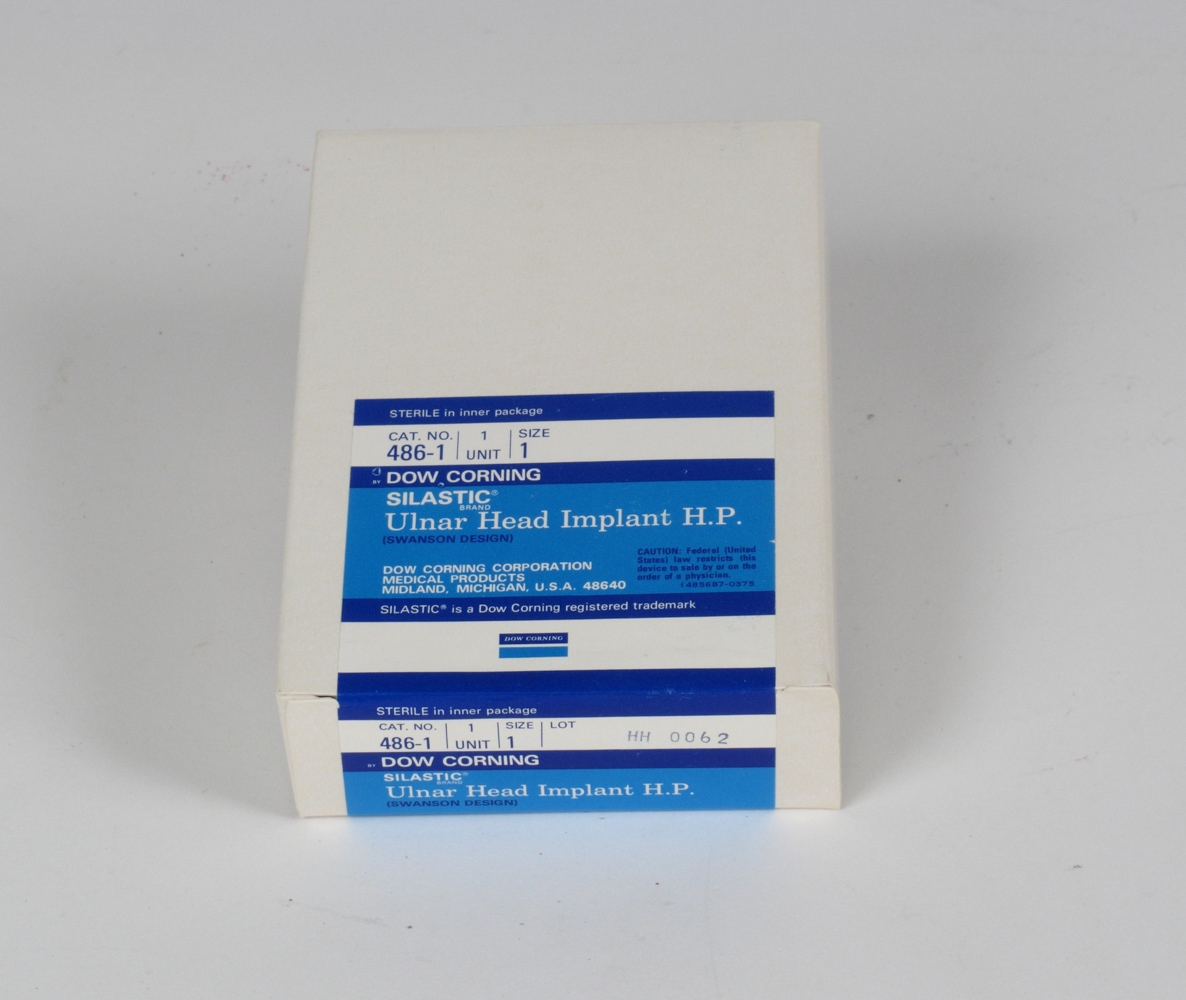 STERILE in inner package
CAT. NO. 1 SIZE
486-1 UNIT 1
BY DOW CORNING
SILASTIC®
BRAND
Ulnar Head Implant H.P.
(SWANSON DESIGN)
CAUTION: Federal (United
States) law restricts this
device to sale by or on the
order of a physician.
DOW CORNING CORPORATION
MEDICAL PRODUCTS
MIDLAND, MICHIGAN, U.S.A. 48640
SILASTIC® is a Dow Corning registered trademark
DOW CORNING
STERILE in inner package
CAT. NO. 1 SIZE LOT
486-1 UNIT 1 HH 0062
BY DOW CORNING
SILASTIC®
BRAND
Ulnar Head Implant H.P.
(SWANSON DESIGN)